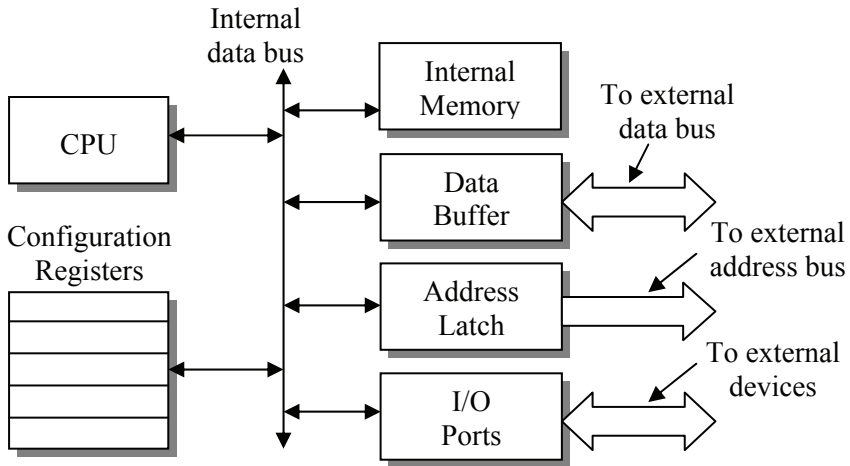 Internal
data bus
Internal
Memory
To external
data bus
CPU
Data
Buffer
Configuration
Registers
To external
address bus
Address
Latch
To external
devices
I/O
Ports